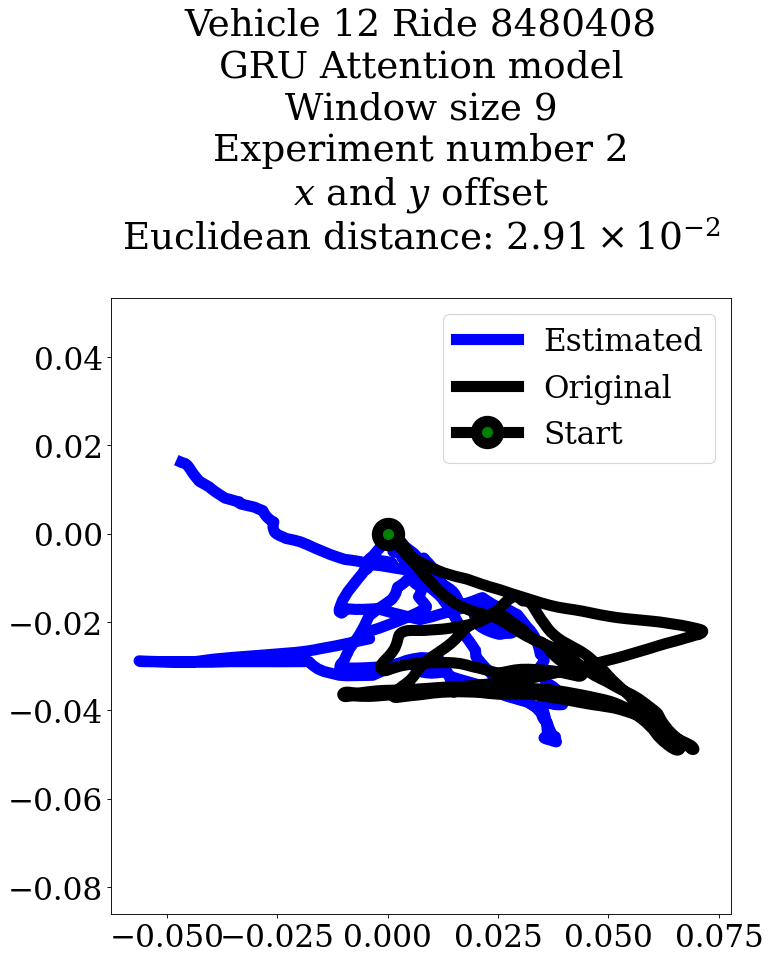 Vehicle 12 Ride 8480408
GRU Attention model
Window size 9
Experiment number 2
x and y offset
Euclidean distance: 2.91 × 10⁻²
Estimated
Original
Start
0.04
0.02
0.00
−0.02
−0.04
−0.06
−0.08
−0.050 −0.025 0.000 0.025 0.050 0.075